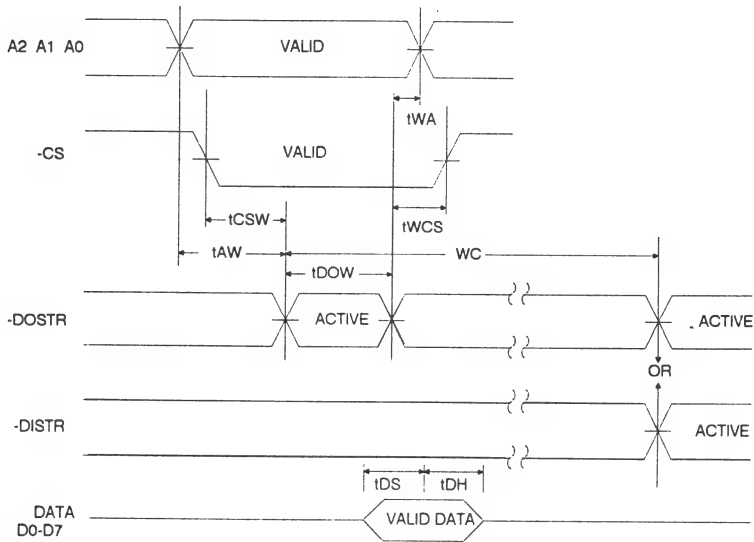 A2 A1 A0
VALID
tWA
-CS
VALID
tCSW
tWCS
tAW
WC
tDOW
-DOSTR
ACTIVE
ACTIVE
OR
-DISTR
ACTIVE
tDS
tDH
DATA
D0-D7
VALID DATA